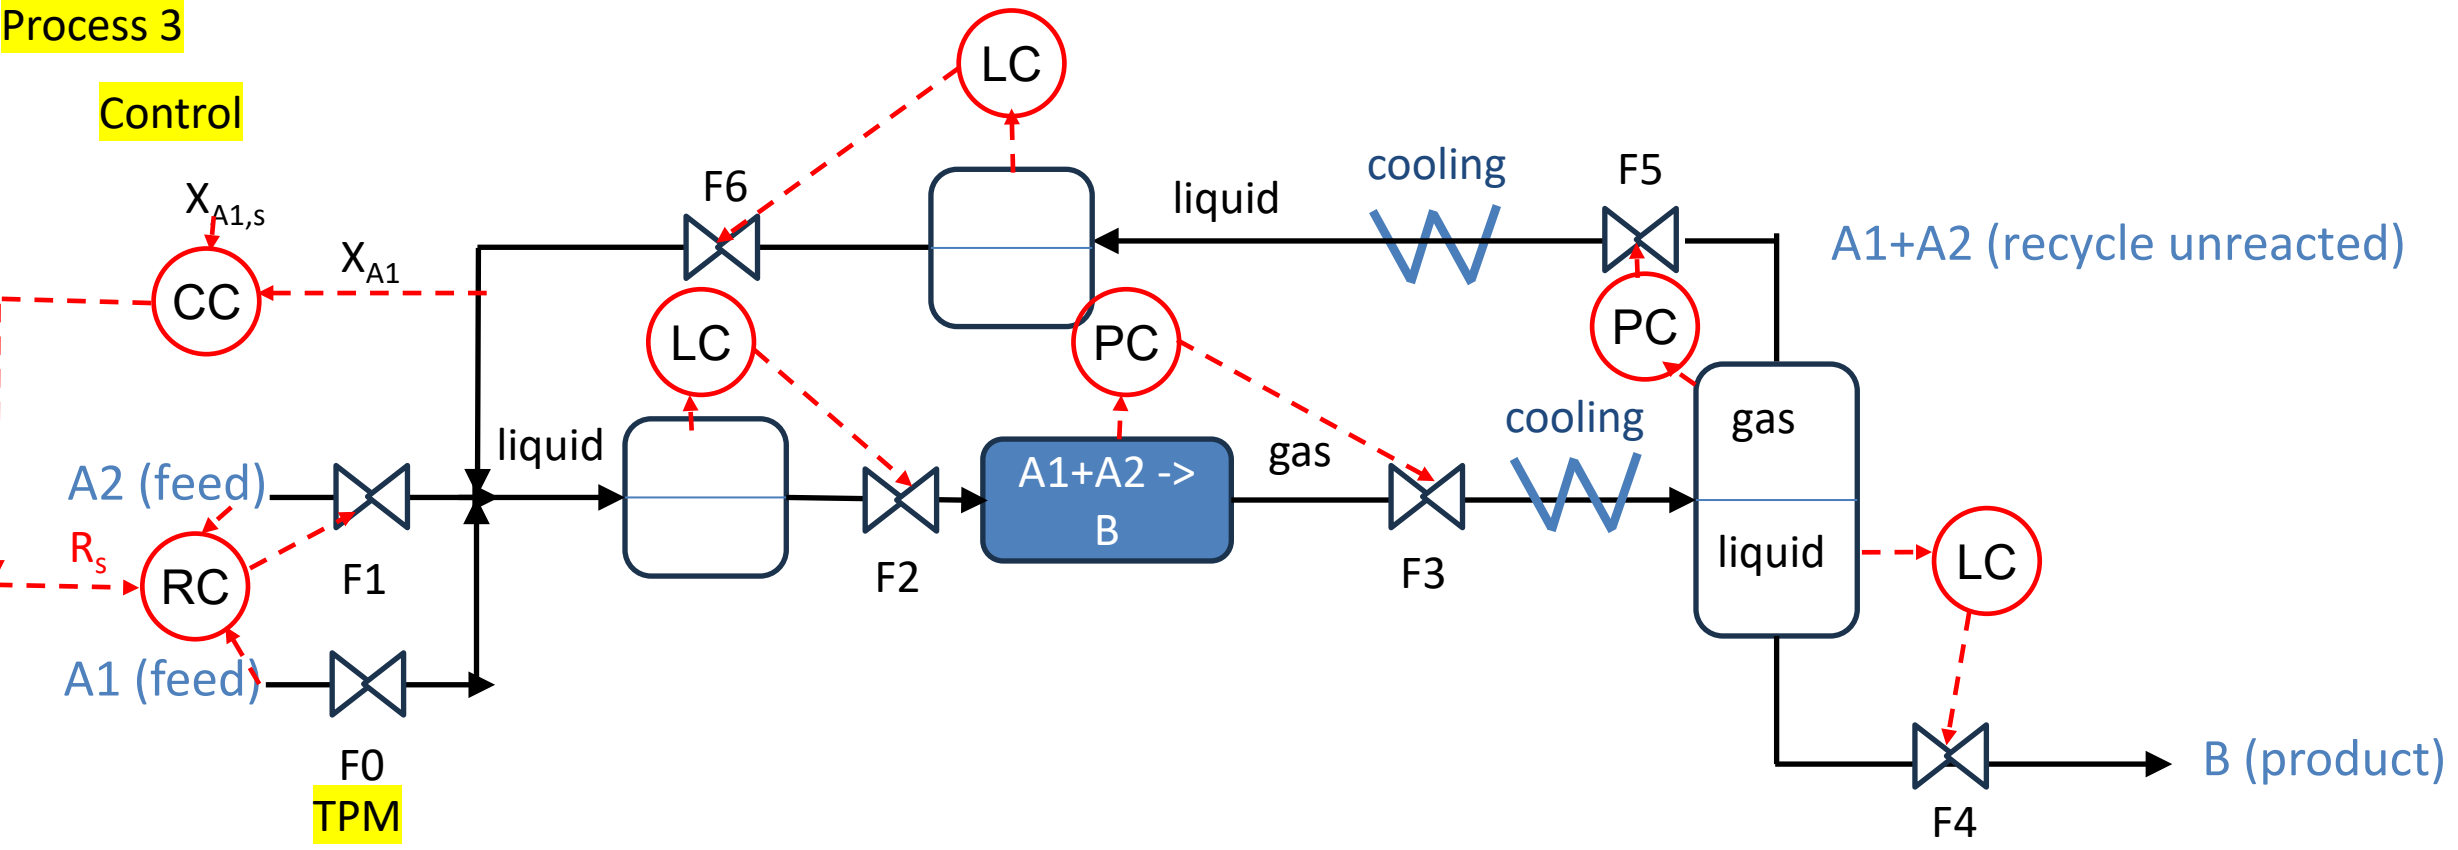 Process 3
LC
Control
cooling
F5
F6
X_A1,s
liquid
A1+A2 (recycle unreacted)
X_A1
CC
LC
PC
PC
cooling
gas
liquid
gas
A2 (feed)
A1+A2 ->
B
R_s
liquid
LC
RC
F1
F2
F3
A1 (feed)
F0
TPM
B (product)
F4